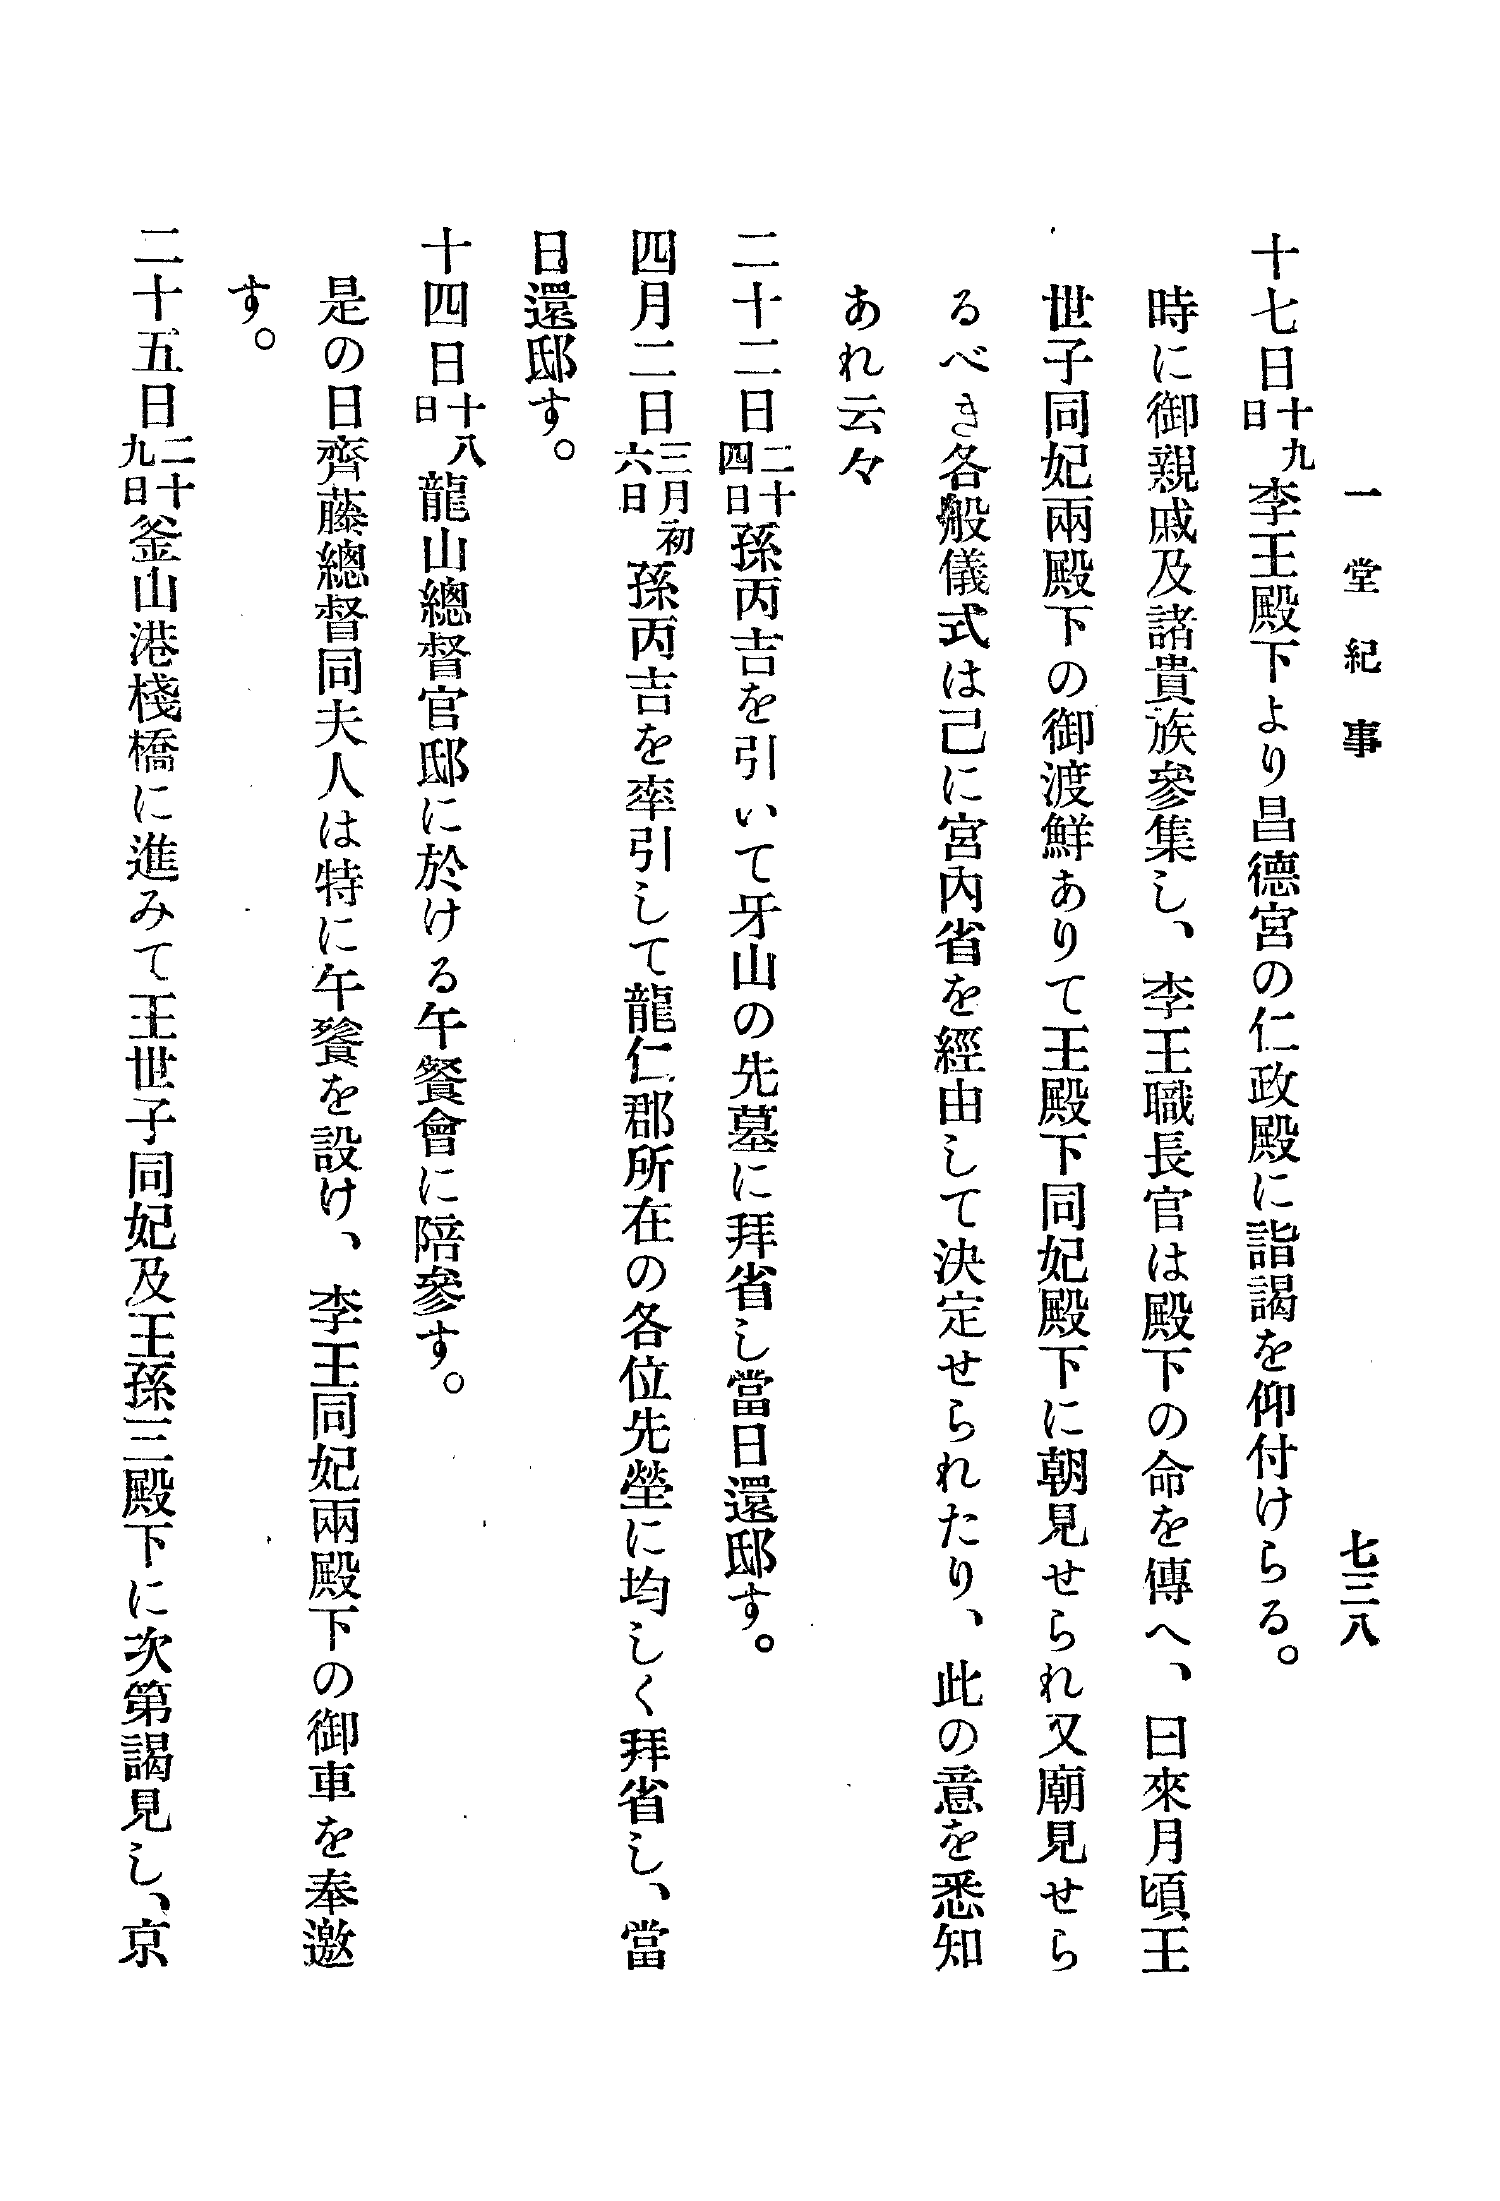 一堂紀事　七三八
十七日十九日李王殿下より昌德宮の仁政殿に詣謁を仰付けらる。
時に御親戚及諸貴族參集し、李王職長官は殿下の命を傳へ、曰來月頃王
世子同妃兩殿下の御渡鮮ありて王殿下同妃殿下に朝見せられ又廟見せら
るべき各般儀式は己に宮內省を經由して決定せられたり、此の意を悉知
あれ云々
二十二日二十四日孫丙吉を引いて牙山の先墓に拜省し當日還邸す。
四月二日三月初六日孫丙吉を率引して龍仁郡所在の各位先塋に均しく拜省し、當
日還邸す。
十四日十八日龍山總督官邸に於ける午餐會に陪參す。
是の日齊藤總督同夫人は特に午餐を設け、李王同妃兩殿下の御車を奉邀
す。
二十五日二十九日釜山港棧橋に進みて王世子同妃及王孫三殿下に次第謁見し、京